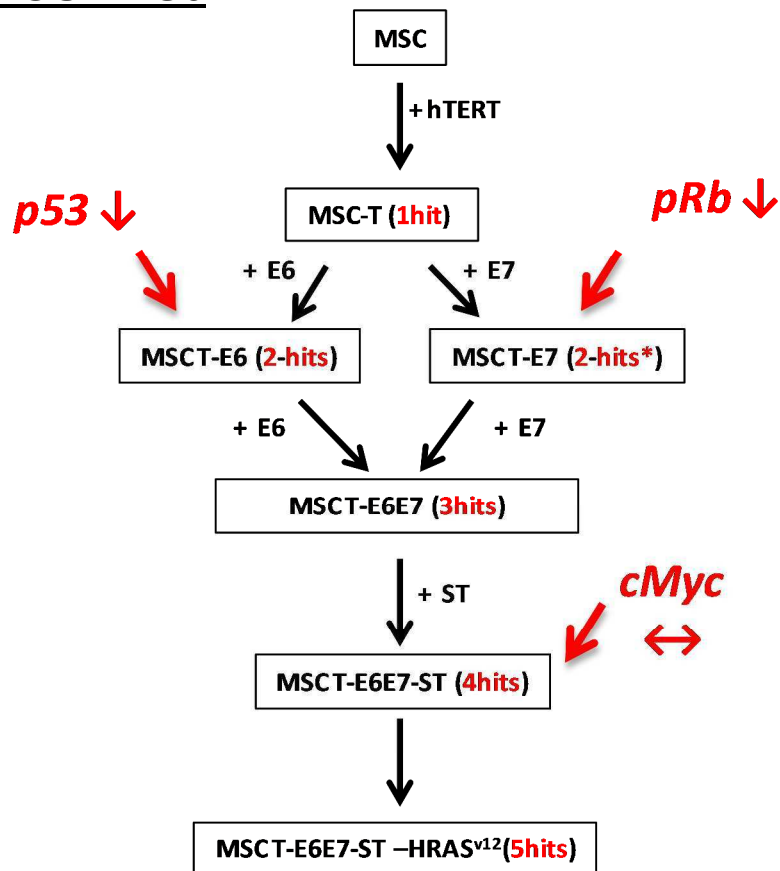 MSC
+ hTERT
p53 ↓
pRb ↓
MSC-T (1hit)
+ E6
+ E7
MSCT-E6 (2-hits)
MSCT-E7 (2-hits*)
+ E6
+ E7
MSCT-E6E7 (3hits)
cMyc
↔
+ ST
MSCT-E6E7-ST (4hits)
MSCT-E6E7-ST –HRASv12(5hits)